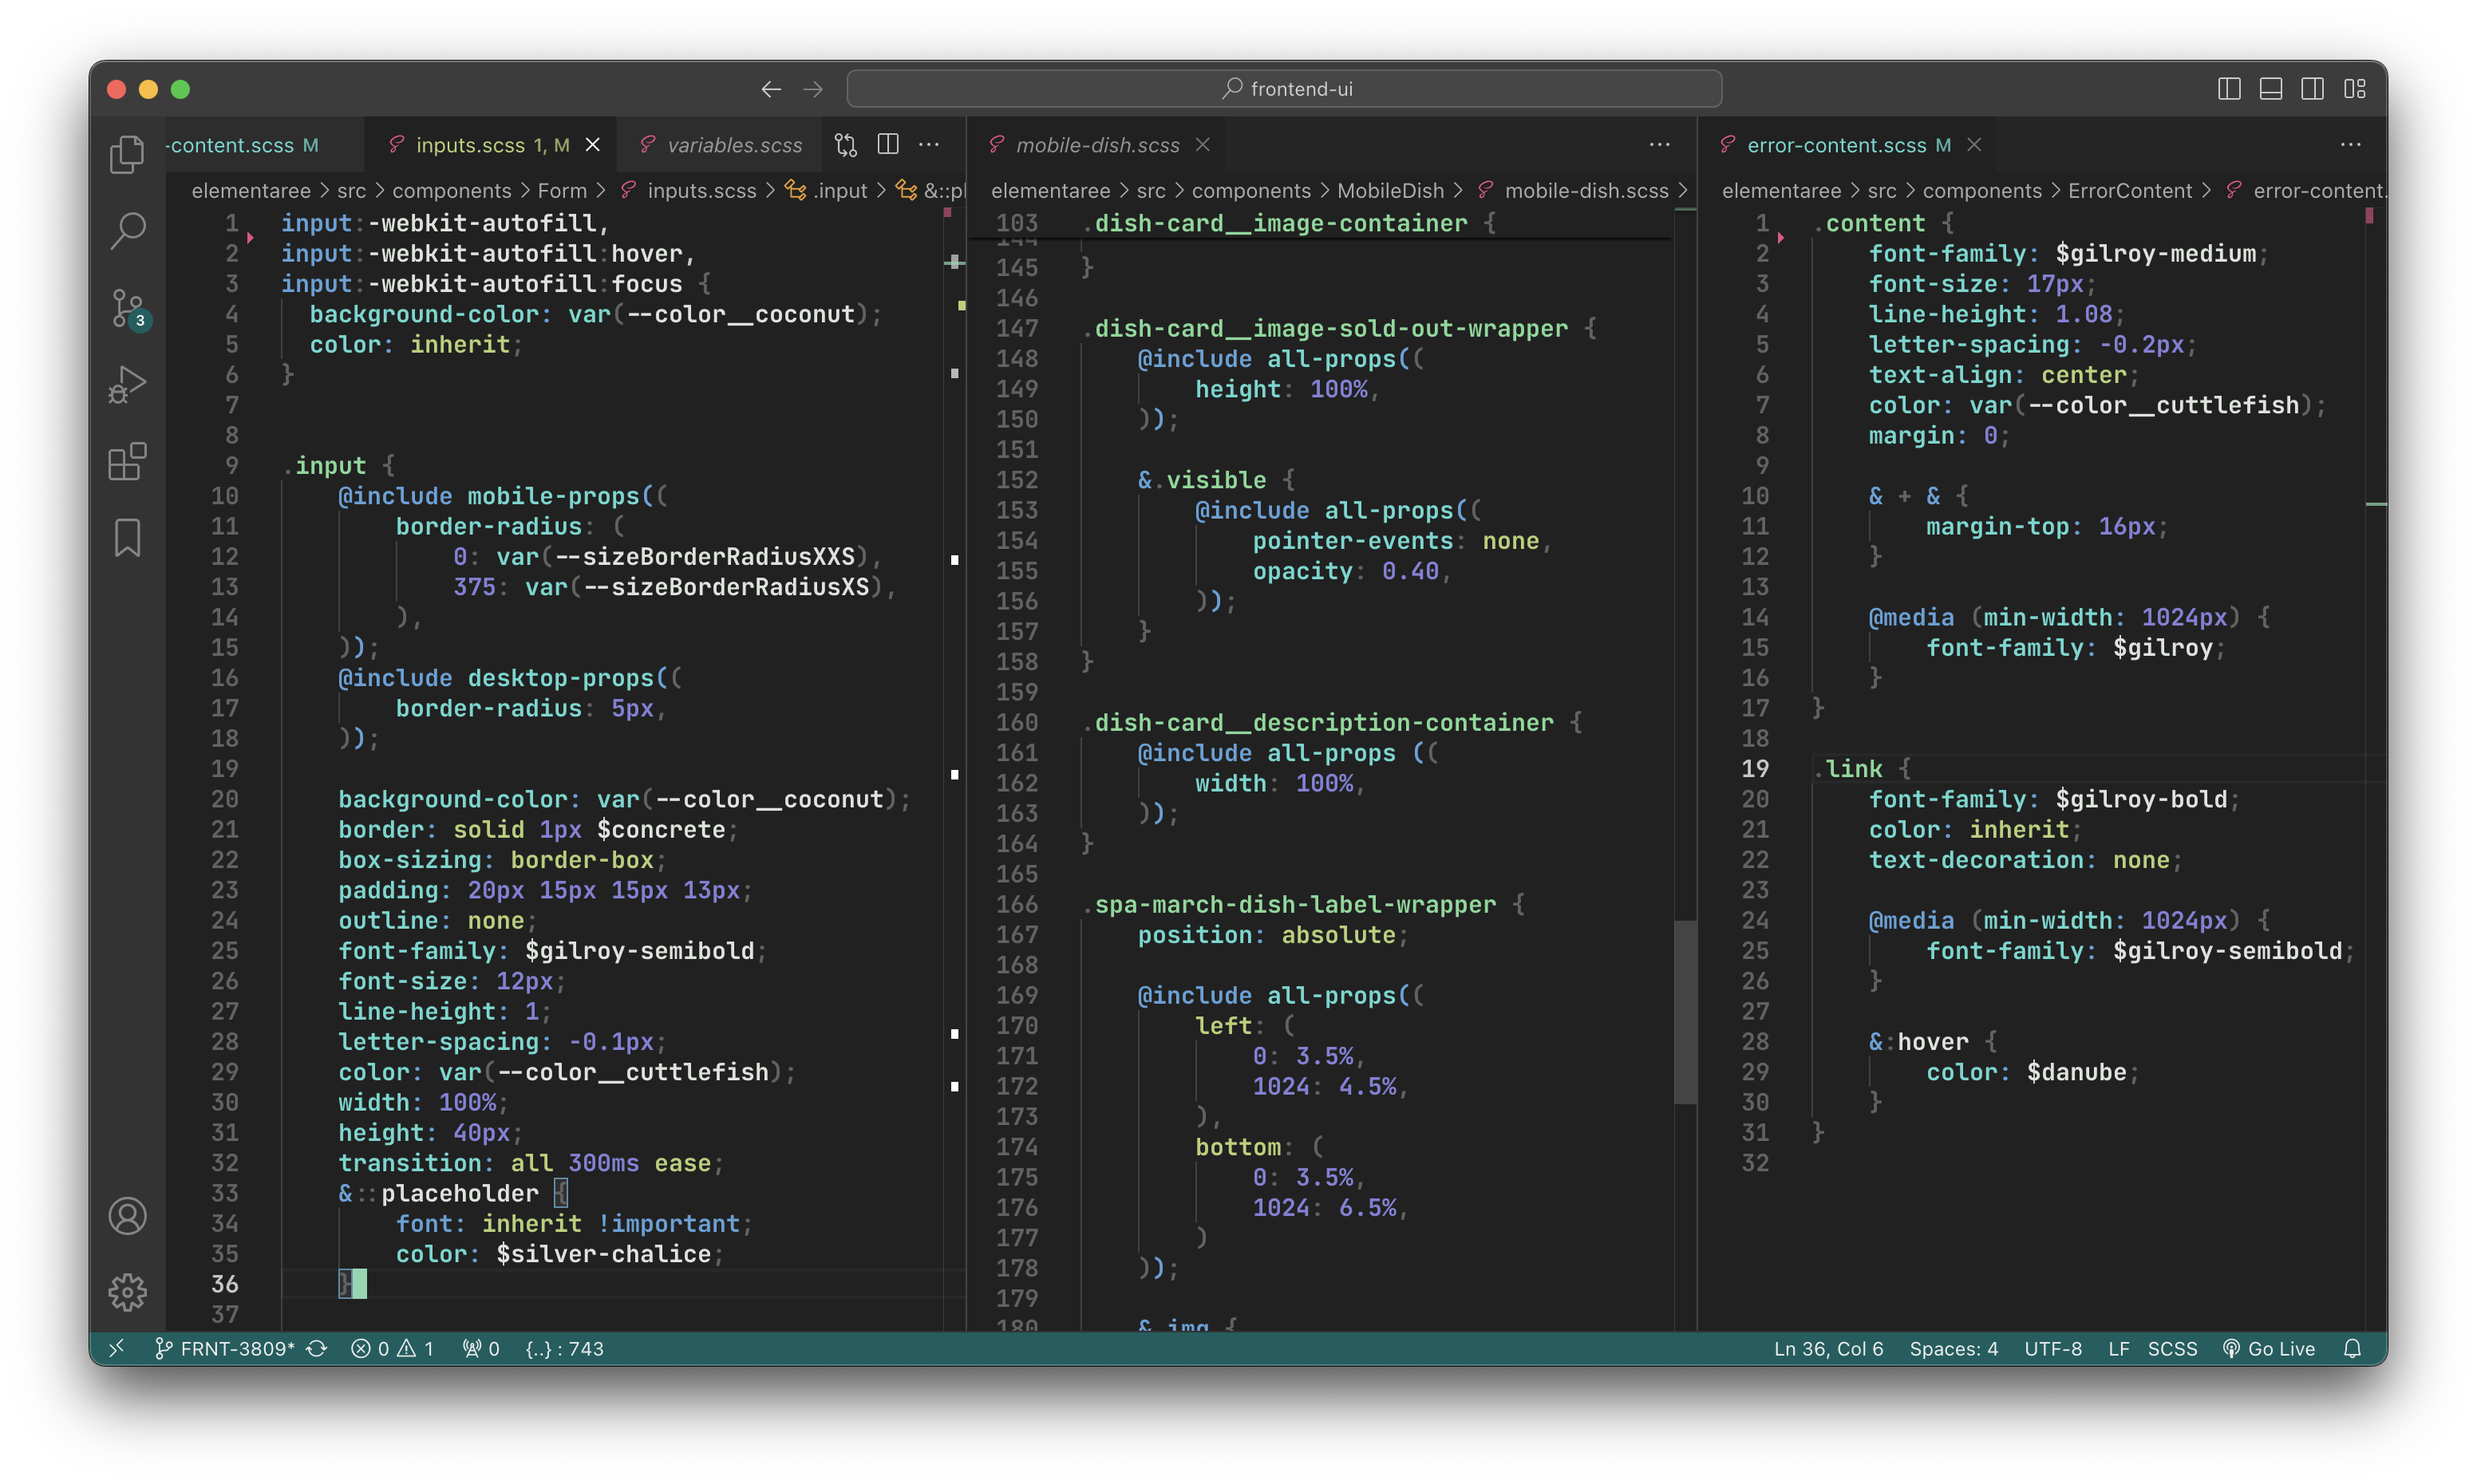 frontend-ui
-content.scss M
inputs.scss 1, M
variables.scss
elementaree > src > components > Form > inputs.scss > .input > &::pl
1 input:-webkit-autofill,
2 input:-webkit-autofill:hover,
3 input:-webkit-autofill:focus {
4 background-color: var(--color__coconut);
5 color: inherit;
6 }
7
8
9 .input {
10 @include mobile-props((
11 border-radius: (
12 0: var(--sizeBorderRadiusXXS),
13 375: var(--sizeBorderRadiusXS),
14 ),
15 ));
16 @include desktop-props((
17 border-radius: 5px,
18 ));
19
20 background-color: var(--color__coconut);
21 border: solid 1px $concrete;
22 box-sizing: border-box;
23 padding: 20px 15px 15px 13px;
24 outline: none;
25 font-family: $gilroy-semibold;
26 font-size: 12px;
27 line-height: 1;
28 letter-spacing: -0.1px;
29 color: var(--color__cuttlefish);
30 width: 100%;
31 height: 40px;
32 transition: all 300ms ease;
33 &::placeholder {
34 font: inherit !important;
35 color: $silver-chalice;
36 }
37
mobile-dish.scss
elementaree > src > components > MobileDish > mobile-dish.scss >
103 .dish-card__image-container {
144
145 }
146
147 .dish-card__image-sold-out-wrapper {
148 @include all-props((
149 height: 100%,
150 ));
151
152 &.visible {
153 @include all-props((
154 pointer-events: none,
155 opacity: 0.40,
156 ));
157 }
158 }
159
160 .dish-card__description-container {
161 @include all-props ((
162 width: 100%,
163 ));
164 }
165
166 .spa-march-dish-label-wrapper {
167 position: absolute;
168
169 @include all-props((
170 left: (
171 0: 3.5%,
172 1024: 4.5%,
173 ),
174 bottom: (
175 0: 3.5%,
176 1024: 6.5%,
177 )
178 ));
179
180 & img {
error-content.scss M
elementaree > src > components > ErrorContent > error-content.
1 .content {
2 font-family: $gilroy-medium;
3 font-size: 17px;
4 line-height: 1.08;
5 letter-spacing: -0.2px;
6 text-align: center;
7 color: var(--color__cuttlefish);
8 margin: 0;
9
10 & + & {
11 margin-top: 16px;
12 }
13
14 @media (min-width: 1024px) {
15 font-family: $gilroy;
16 }
17 }
18
19 .link {
20 font-family: $gilroy-bold;
21 color: inherit;
22 text-decoration: none;
23
24 @media (min-width: 1024px) {
25 font-family: $gilroy-semibold;
26 }
27
28 &:hover {
29 color: $danube;
30 }
31 }
32
3
FRNT-3809* 0 1 0 {..} : 743
Ln 36, Col 6 Spaces: 4 UTF-8 LF SCSS Go Live